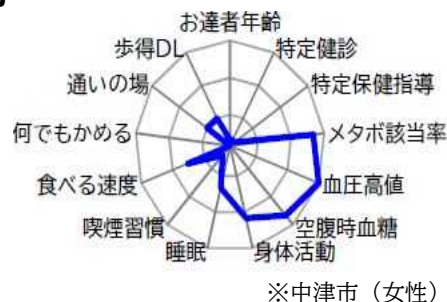 お達者年齢
歩得DL
特定健診
通いの場
特定保健指導
何でもかめる
メタボ該当率
食べる速度
血圧高値
喫煙習慣
空腹時血糖
睡眠
身体活動
※中津市（女性）